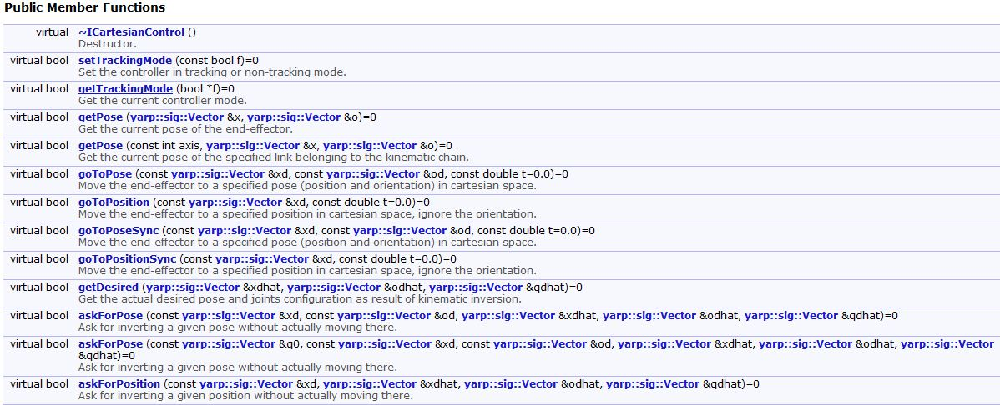 Public Member Functions
virtual ~ICartesianControl ()
Destructor.
virtual bool setTrackingMode (const bool f)=0
Set the controller in tracking or non-tracking mode.
virtual bool getTrackingMode (bool *f)=0
Get the current controller mode.
virtual bool getPose (yarp::sig::Vector &x, yarp::sig::Vector &o)=0
Get the current pose of the end-effector.
virtual bool getPose (const int axis, yarp::sig::Vector &x, yarp::sig::Vector &o)=0
Get the current pose of the specified link belonging to the kinematic chain.
virtual bool goToPose (const yarp::sig::Vector &xd, const yarp::sig::Vector &od, const double t=0.0)=0
Move the end-effector to a specified pose (position and orientation) in cartesian space.
virtual bool goToPosition (const yarp::sig::Vector &xd, const double t=0.0)=0
Move the end-effector to a specified position in cartesian space, ignore the orientation.
virtual bool goToPoseSync (const yarp::sig::Vector &xd, const yarp::sig::Vector &od, const double t=0.0)=0
Move the end-effector to a specified pose (position and orientation) in cartesian space.
virtual bool goToPositionSync (const yarp::sig::Vector &xd, const double t=0.0)=0
Move the end-effector to a specified position in cartesian space, ignore the orientation.
virtual bool getDesired (yarp::sig::Vector &xdhat, yarp::sig::Vector &odhat, yarp::sig::Vector &qdhat)=0
Get the actual desired pose and joints configuration as result of kinematic inversion.
virtual bool askForPose (const yarp::sig::Vector &xd, const yarp::sig::Vector &od, yarp::sig::Vector &xdhat, yarp::sig::Vector &odhat, yarp::sig::Vector &qdhat)=0
Ask for inverting a given pose without actually moving there.
virtual bool askForPose (const yarp::sig::Vector &q0, const yarp::sig::Vector &xd, const yarp::sig::Vector &od, yarp::sig::Vector &xdhat, yarp::sig::Vector &odhat, yarp::sig::Vector
&qdhat)=0
Ask for inverting a given pose without actually moving there.
virtual bool askForPosition (const yarp::sig::Vector &xd, yarp::sig::Vector &xdhat, yarp::sig::Vector &odhat, yarp::sig::Vector &qdhat)=0
Ask for inverting a given position without actually moving there.